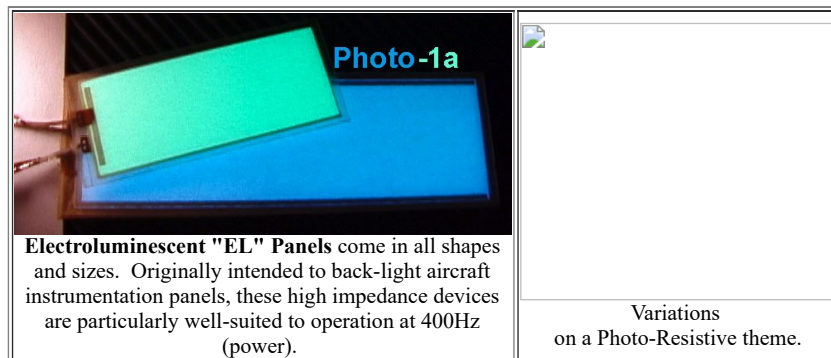 Photo-1a
Electroluminescent "EL" Panels come in all shapes
and sizes.  Originally intended to back-light aircraft
instrumentation panels, these high impedance devices
are particularly well-suited to operation at 400Hz
(power).
Variations
on a Photo-Resistive theme.